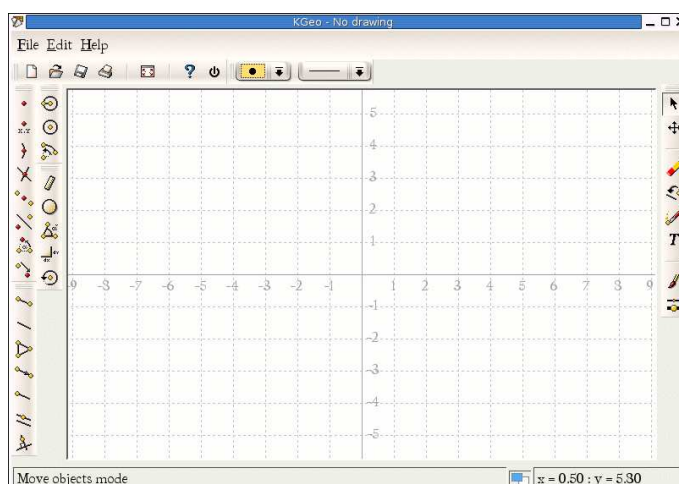 KGeo - No drawing
File Edit Help
x,y
5
4
3
2
1
-9 -8 -7 -6 -5 -4 -3 -2 -1 1 2 3 4 5 6 7 8 9
-1
-2
-3
-4
-5
T
Move objects mode
x = 0.50 : y = 5.30